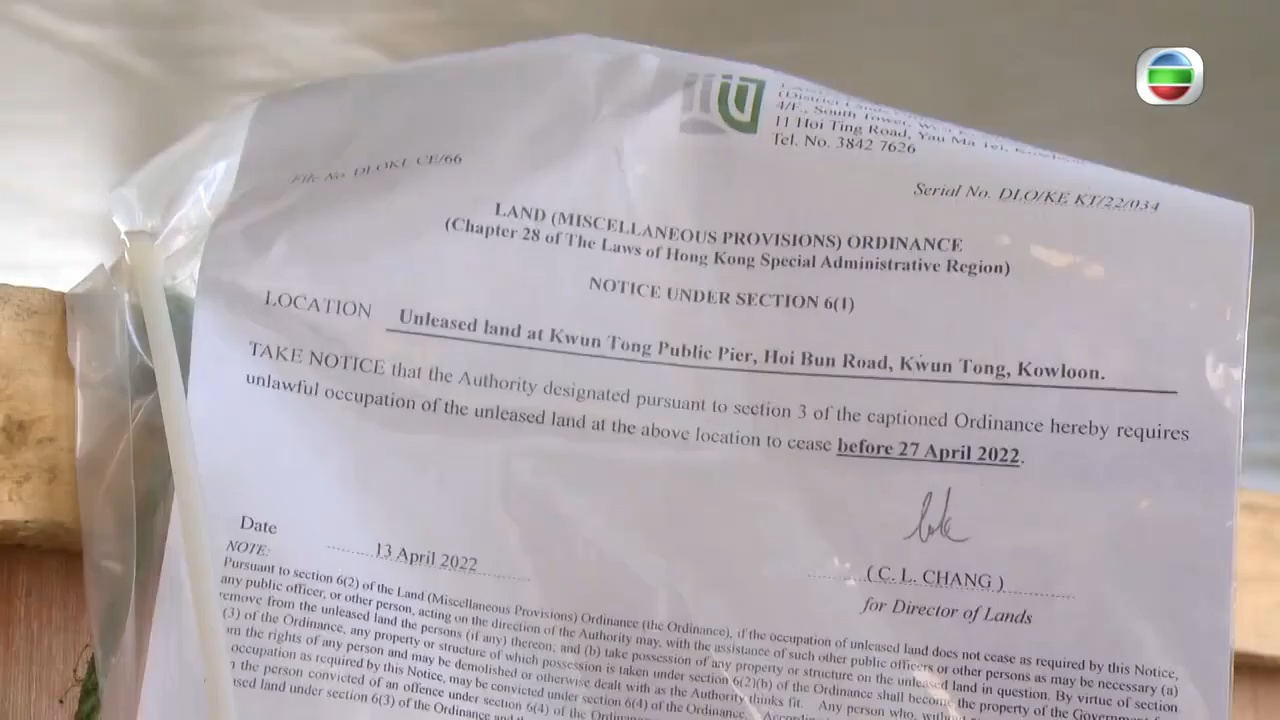 4/F., South Tower,
11 Hoi Ting Road, Yau Ma Tei, Kowloon
Tel. No. 3842 7626
File No. DLOKE CE/66
Serial No. DLO/KE KT/22/034
LAND (MISCELLANEOUS PROVISIONS) ORDINANCE
(Chapter 28 of The Laws of Hong Kong Special Administrative Region)
NOTICE UNDER SECTION 6(1)
LOCATION Unleased land at Kwun Tong Public Pier, Hoi Bun Road, Kwun Tong, Kowloon.
TAKE NOTICE that the Authority designated pursuant to section 3 of the captioned Ordinance hereby requires
unlawful occupation of the unleased land at the above location to cease before 27 April 2022.
Date 13 April 2022
(C. L. CHANG)
for Director of Lands
NOTE:
Pursuant to section 6(2) of the Land (Miscellaneous Provisions) Ordinance (the Ordinance), if the occupation of unleased land does not cease as required by this Notice,
any public officer, or other person, acting on the direction of the Authority may, with the assistance of such other public officers or other persons as may be necessary (a)
remove from the unleased land the persons (if any) thereon; and (b) take possession of any property or structure on the unleased land in question. By virtue of section
(3) of the Ordinance, any property or structure of which possession is taken under section 6(2)(b) of the Ordinance shall become the property of the Government
the rights of any person and may be demolished or otherwise dealt with as the Authority thinks fit. Any person who,
occupation as required by this Notice, may be convicted under section 6(4) of the Ordinance.
the person convicted of an offence under section 6(4) of the
land under section 6(3) of the Ordinance and